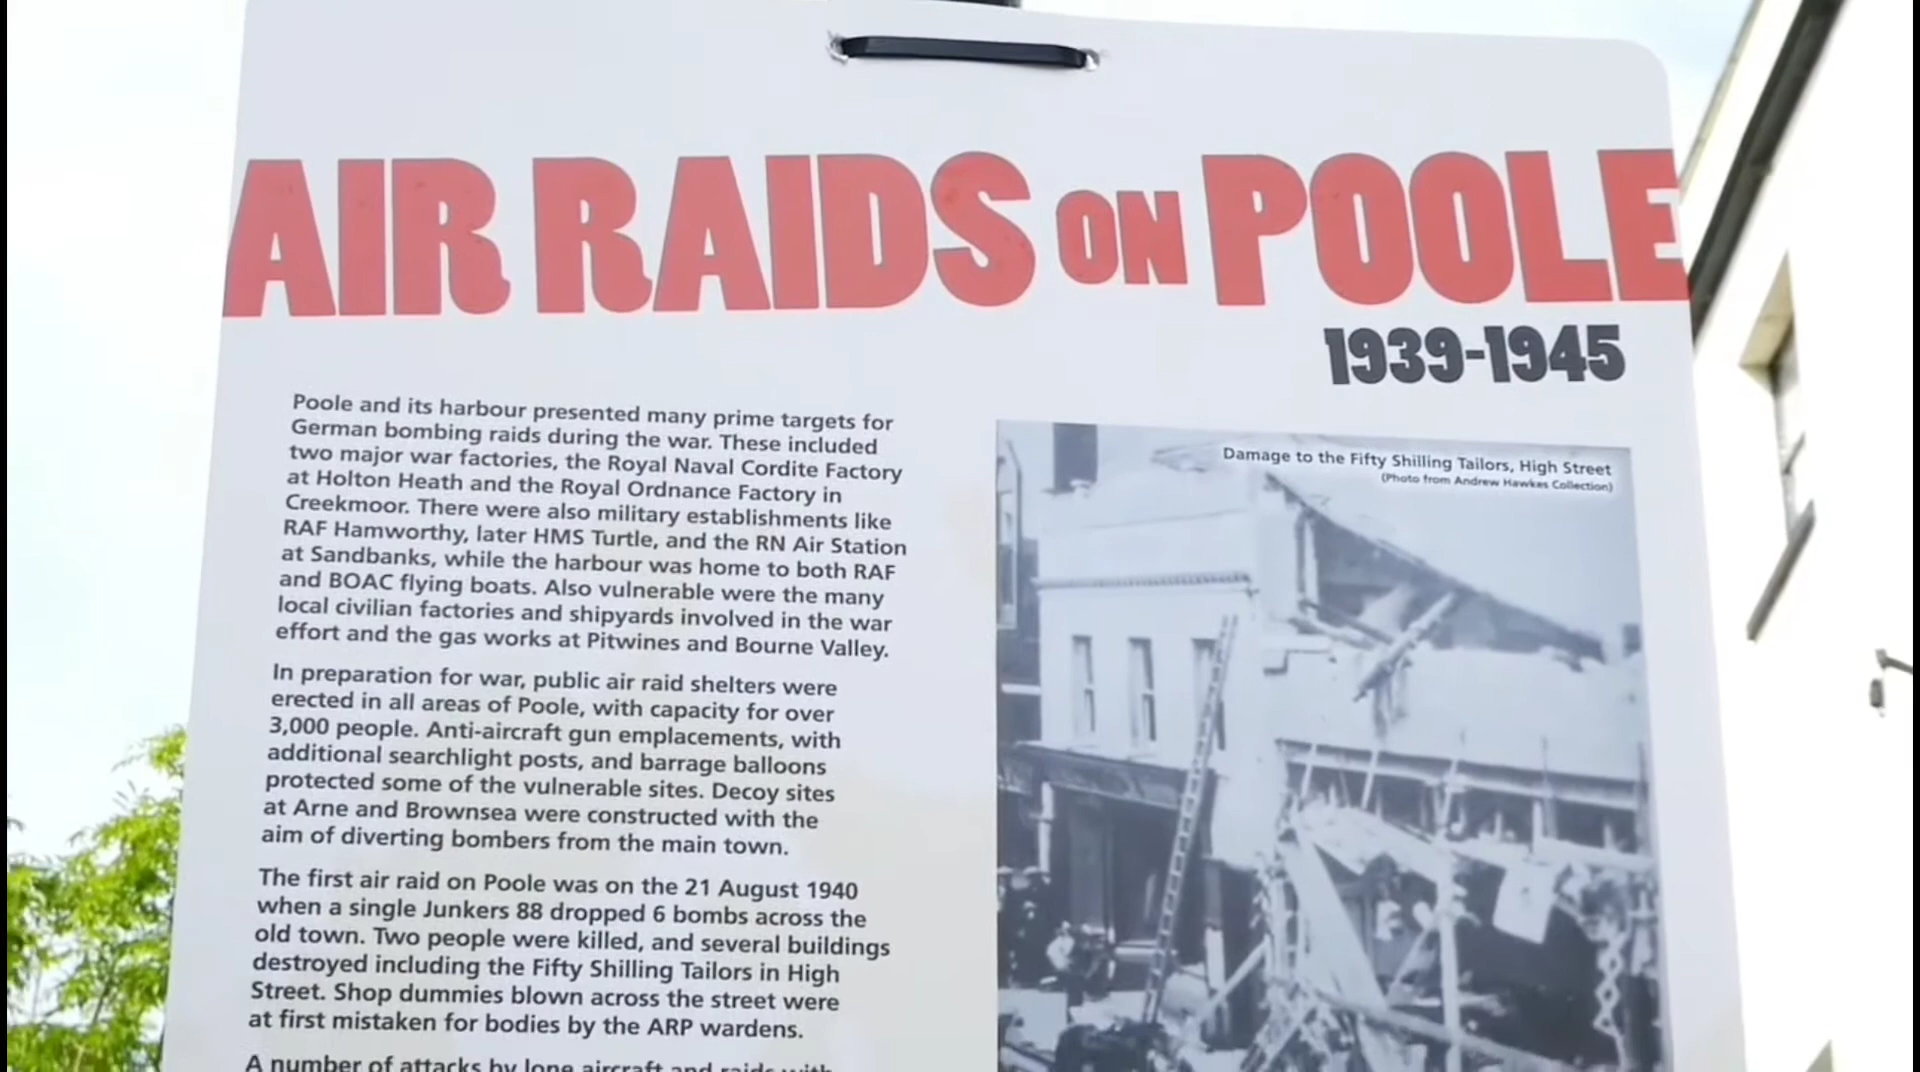 AIR RAIDS ON POOLE
1939-1945
Poole and its harbour presented many prime targets for
German bombing raids during the war. These included
two major war factories, the Royal Naval Cordite Factory
at Holton Heath and the Royal Ordnance Factory in
Creekmoor. There were also military establishments like
RAF Hamworthy, later HMS Turtle, and the RN Air Station
at Sandbanks, while the harbour was home to both RAF
and BOAC flying boats. Also vulnerable were the many
local civilian factories and shipyards involved in the war
effort and the gas works at Pitwines and Bourne Valley.
In preparation for war, public air raid shelters were
erected in all areas of Poole, with capacity for over
3,000 people. Anti-aircraft gun emplacements, with
additional searchlight posts, and barrage balloons
protected some of the vulnerable sites. Decoy sites
at Arne and Brownsea were constructed with the
aim of diverting bombers from the main town.
The first air raid on Poole was on the 21 August 1940
when a single Junkers 88 dropped 6 bombs across the
old town. Two people were killed, and several buildings
destroyed including the Fifty Shilling Tailors in High
Street. Shop dummies blown across the street were
at first mistaken for bodies by the ARP wardens.
A number of attacks by lone aircraft and raids with
Damage to the Fifty Shilling Tailors, High Street
(Photo from Andrew Hawkes Collection)